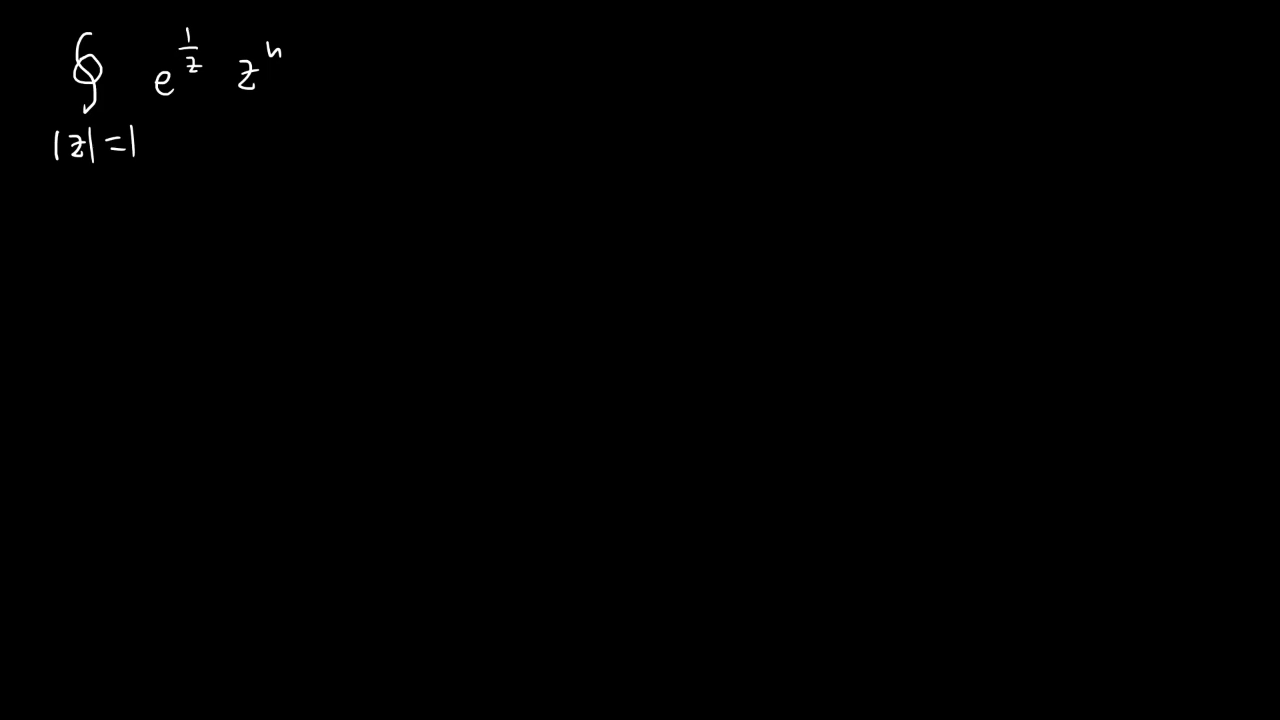 ∮ e^{1/z} z^n
|z|=1